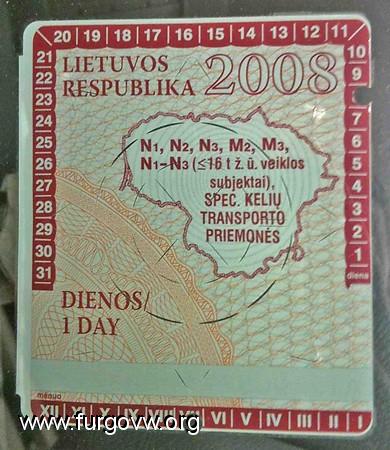 20 19 18 17 16 15 14 13 12 11
21
22
23
24
25
26
27
28
29
30
31
10
9
7
6
5
4
3
2
1
diena
LIETUVOS
RESPUBLIKA
2008
N1, N2, N3, M2, M3,
N1-N3 (≤16 t ž. ū. veiklos
subjektai),
SPEC. KELIŲ
TRANSPORTO
PRIEMONĖS
DIENOS/
1 DAY
mėnuo
XII XI X IX VIII VII VI V IV III II I
www.furgovw.org